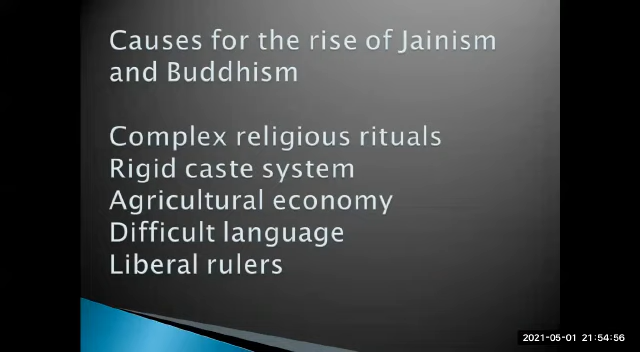 Causes for the rise of Jainism
and Buddhism
Complex religious rituals
Rigid caste system
Agricultural economy
Difficult language
Liberal rulers
2021-05-01 21:54:56